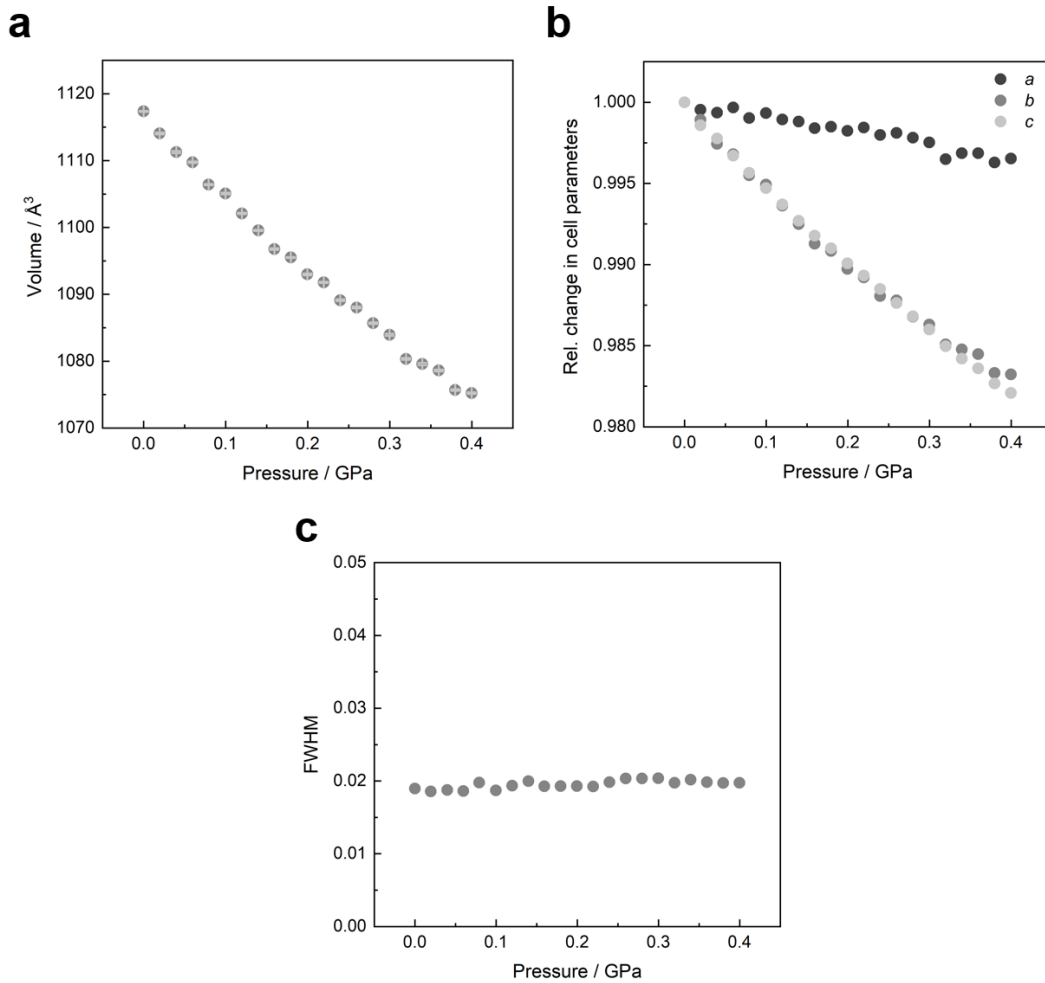 a
1120
1110
1100
1090
1080
1070
Volume / Å³
0.0 0.1 0.2 0.3 0.4
Pressure / GPa
b
a
b
c
1.000
0.995
0.990
0.985
0.980
Rel. change in cell parameters
0.0 0.1 0.2 0.3 0.4
Pressure / GPa
c
0.05
0.04
0.03
0.02
0.01
0.00
FWHM
0.0 0.1 0.2 0.3 0.4
Pressure / GPa